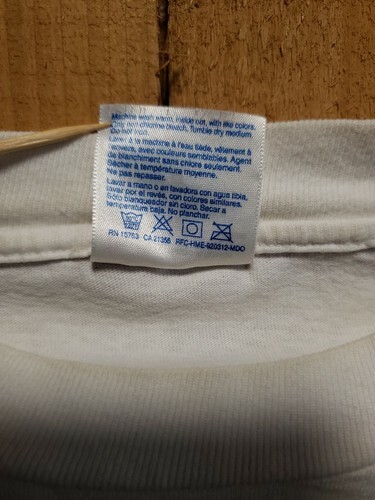 Machine wash warm, inside out, with like colors.
Only non-chlorine bleach. Tumble dry medium.
Do not iron.
Laver à la machine à l'eau tiède, vêtement à
l'envers, avec couleurs semblables. Agent
de blanchiment sans chlore seulement.
Sécher à température moyenne.
Ne pas repasser.
Lavar a mano o en lavadora con agua tibia,
lavar por el revés, con colores similares.
Sólo blanqueador sin cloro. Secar a
temperatura baja. No planchar.
RN 15763 CA 21356 RFC-HME-920312-MDO